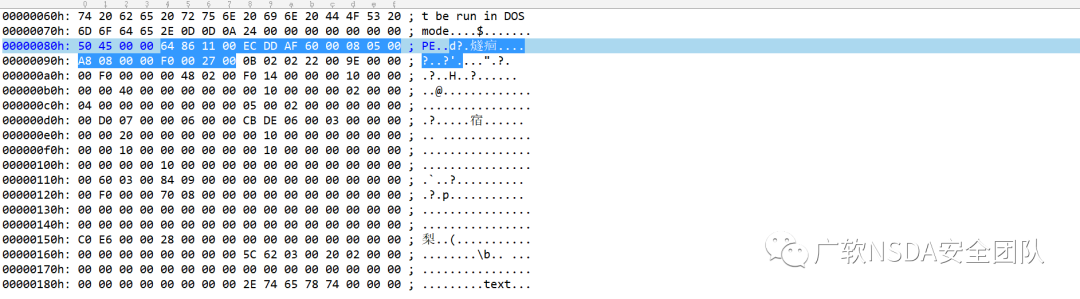 0 1 2 3 4 5 6 7 8 9 a b c d e f
00000060h: 74 20 62 65 20 72 75 6E 20 69 6E 20 44 4F 53 20 ; t be run in DOS
00000070h: 6D 6F 64 65 2E 0D 0D 0A 24 00 00 00 00 00 00 00 ; mode....$.......
00000080h: 50 45 00 00 64 86 11 00 EC DD AF 60 00 08 05 00 ; PE..d?.燧痫....
00000090h: A8 08 00 00 F0 00 27 00 0B 02 02 22 00 9E 00 00 ; ?..?'....".?.
000000a0h: 00 F0 00 00 00 48 02 00 F0 14 00 00 00 10 00 00 ; .?..H..?......
000000b0h: 00 00 40 00 00 00 00 00 00 10 00 00 00 02 00 00 ; ..@.............
000000c0h: 04 00 00 00 00 00 00 00 05 00 02 00 00 00 00 00 ; ................
000000d0h: 00 D0 07 00 00 06 00 00 CB DE 06 00 03 00 00 00 ; .?.....宿......
000000e0h: 00 00 20 00 00 00 00 00 00 10 00 00 00 00 00 00 ; .. .............
000000f0h: 00 00 10 00 00 00 00 00 00 10 00 00 00 00 00 00 ; ................
00000100h: 00 00 00 00 10 00 00 00 00 00 00 00 00 00 00 00 ; ................
00000110h: 00 60 03 00 84 09 00 00 00 00 00 00 00 00 00 00 ; .`..?..........
00000120h: 00 F0 00 00 70 08 00 00 00 00 00 00 00 00 00 00 ; .?.p...........
00000130h: 00 00 00 00 00 00 00 00 00 00 00 00 00 00 00 00 ; ................
00000140h: 00 00 00 00 00 00 00 00 00 00 00 00 00 00 00 00 ; ................
00000150h: C0 E6 00 00 28 00 00 00 00 00 00 00 00 00 00 00 ; 梨..(...........
00000160h: 00 00 00 00 00 00 00 00 5C 62 03 00 20 02 00 00 ; ........\b.. ...
00000170h: 00 00 00 00 00 00 00 00 00 00 00 00 00 00 00 00 ; ................
00000180h: 00 00 00 00 00 00 00 00 2E 74 65 78 74 00 00 00 ; .........text...
广软NSDA安全团队